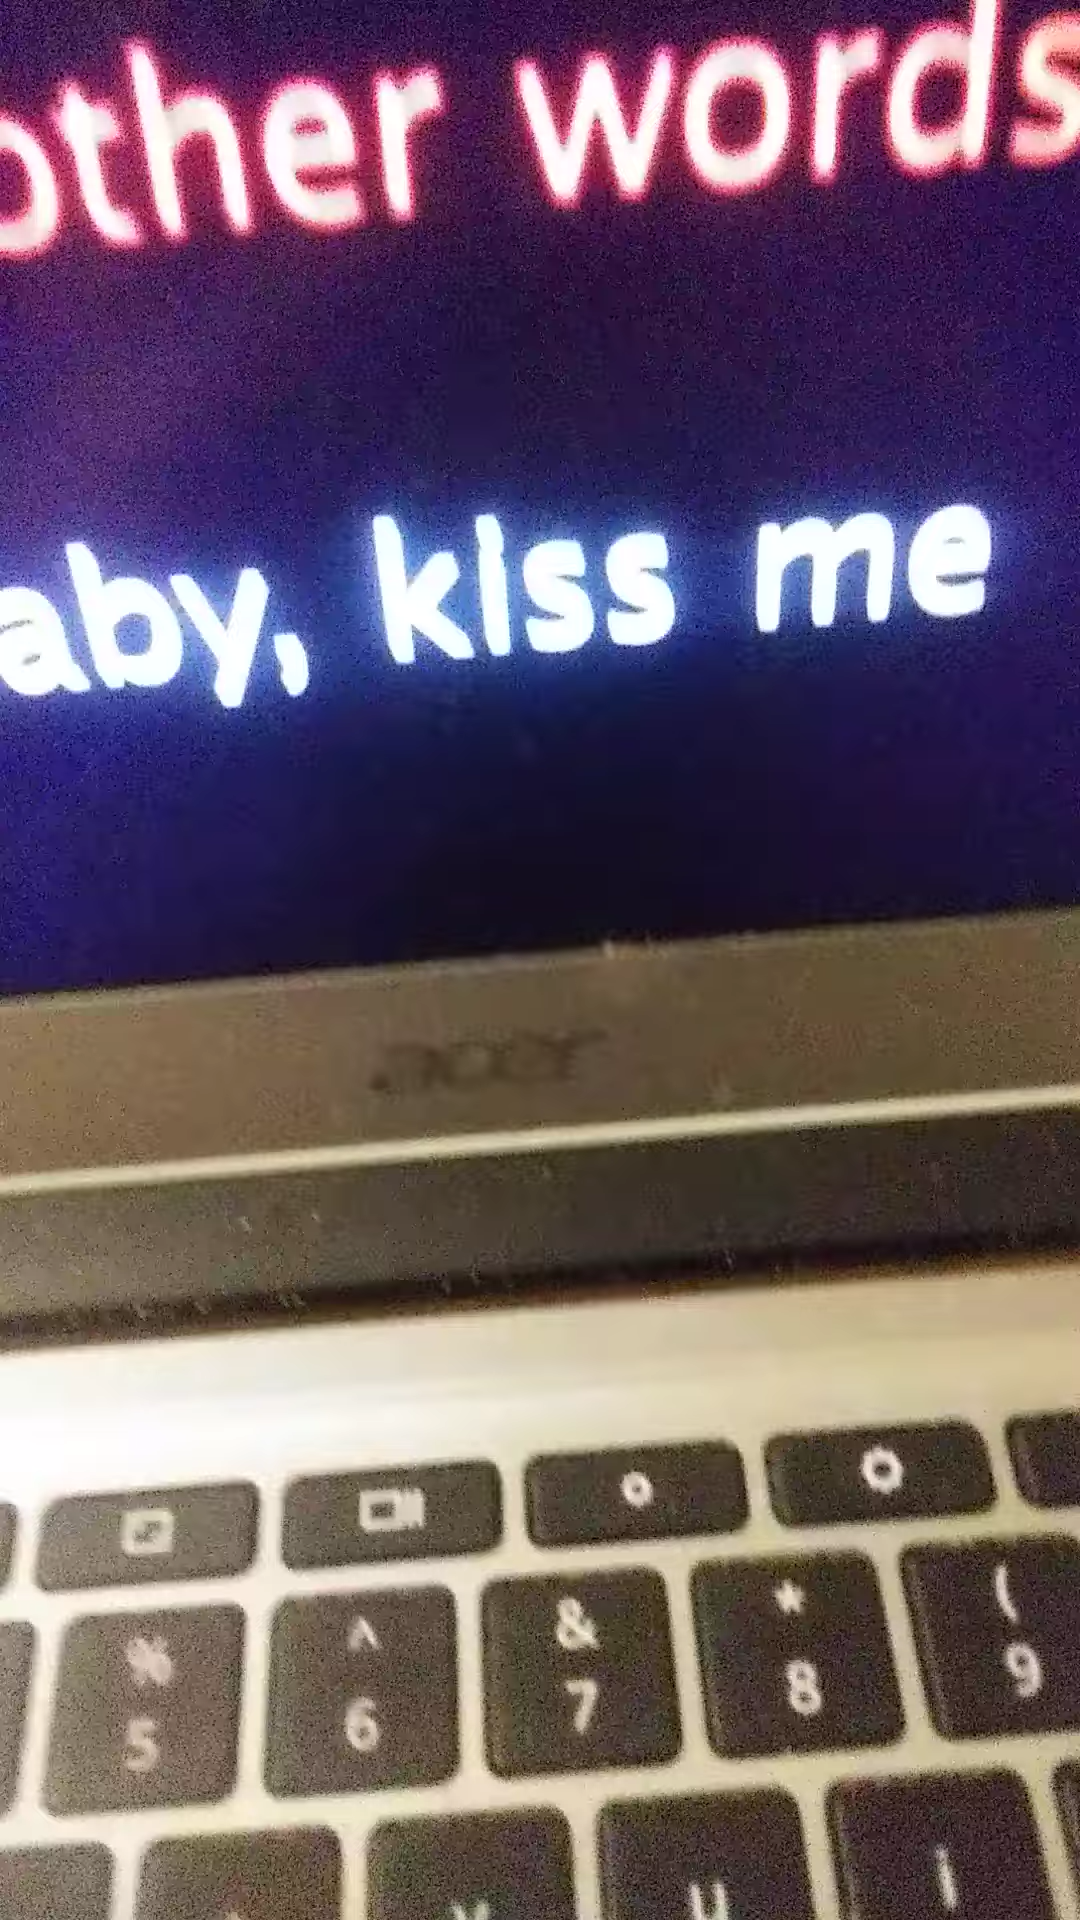 other words
aby, kiss me
acer
% ^ & * (
5 6 7 8 9
y u i